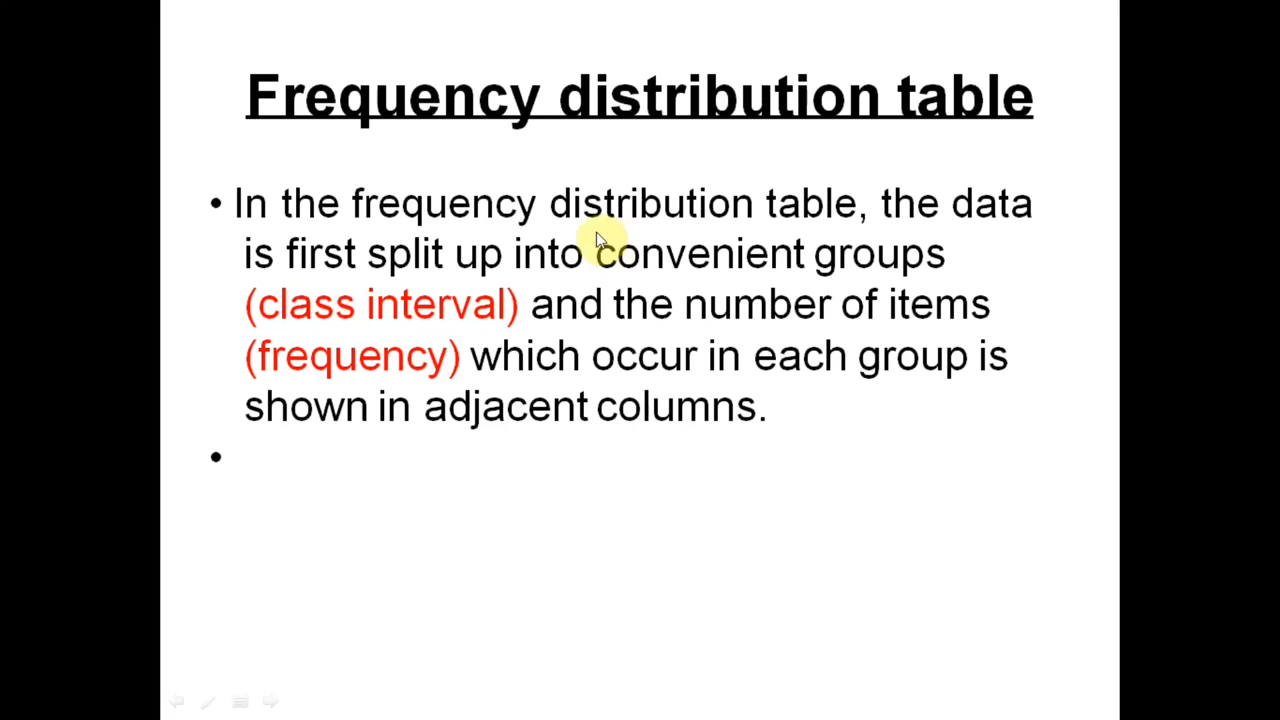 Frequency distribution table
• In the frequency distribution table, the data
is first split up into convenient groups
(class interval) and the number of items
(frequency) which occur in each group is
shown in adjacent columns.
•